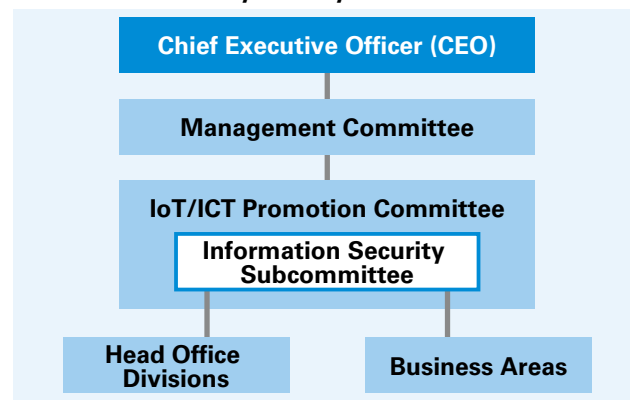 Chief Executive Officer (CEO)
Management Committee
IoT/ICT Promotion Committee
Information Security
Subcommittee
Head Office
Divisions
Business Areas